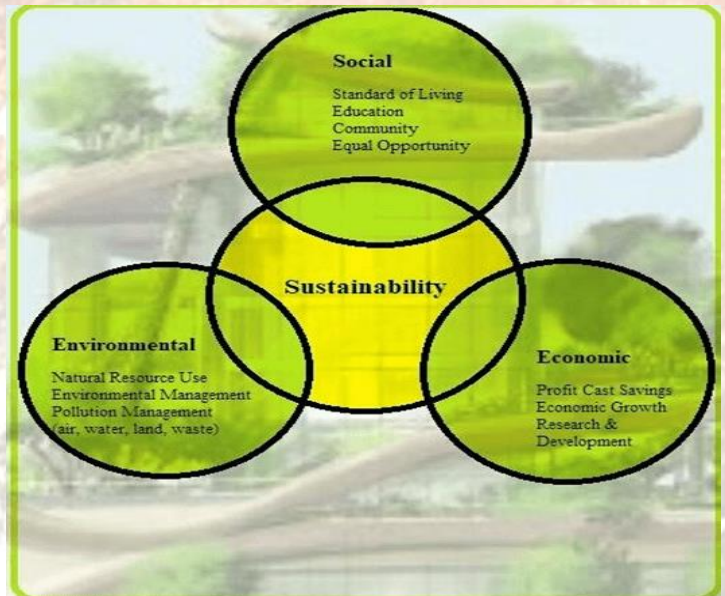 Social
Standard of Living
Education
Community
Equal Opportunity
Sustainability
Environmental
Natural Resource Use
Environmental Management
Pollution Management
(air, water, land, waste)
Economic
Profit Cast Savings
Economic Growth
Research &
Development